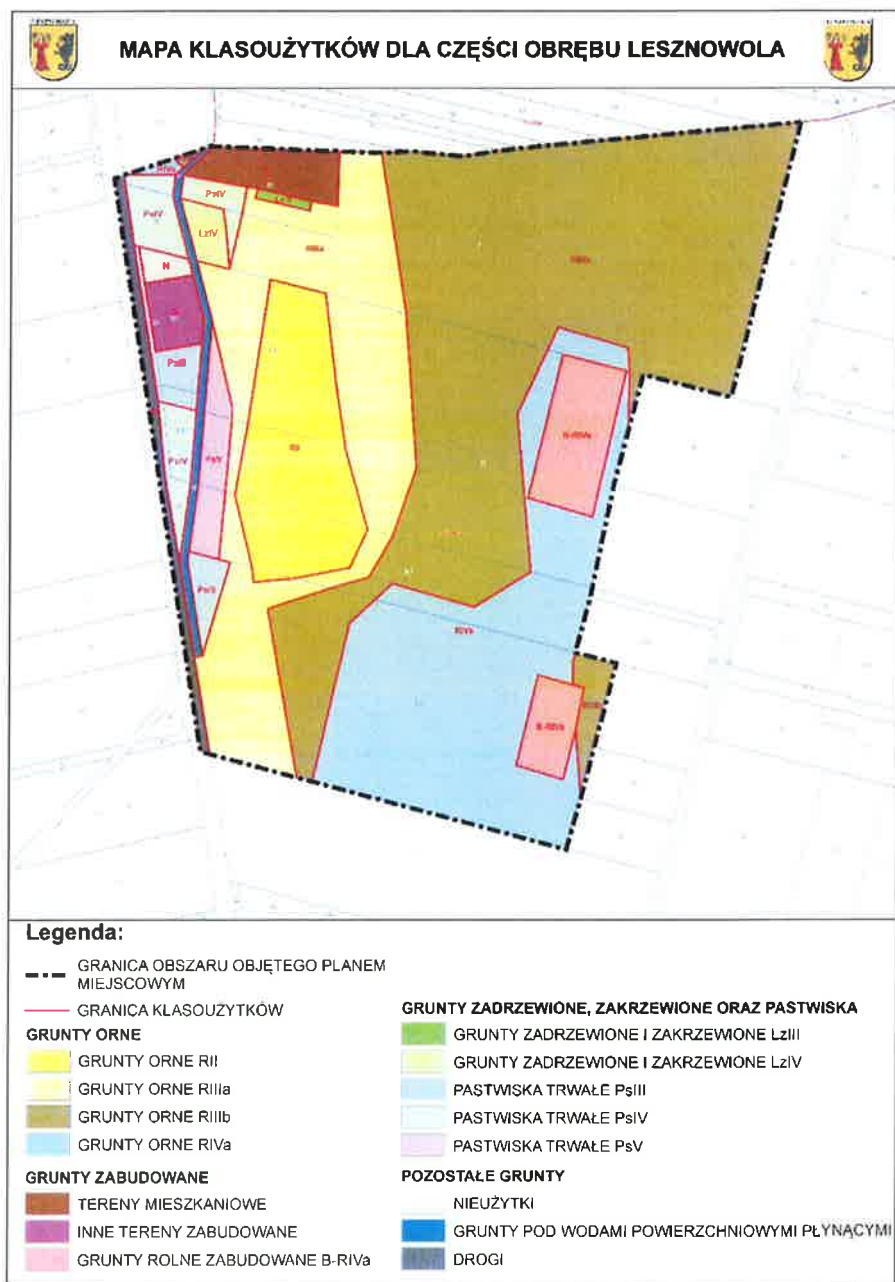 MAPA KLASOUŻYTKÓW DLA CZĘŚCI OBRĘBU LESZNOWOLA
PsIV
PsIV
LzIV
N
PsIII
RII
PsIV
PsV
RIVa
Legenda:
GRANICA OBSZARU OBJĘTEGO PLANEM
MIEJSCOWYM
GRANICA KLASOUŻYTKÓW
GRUNTY ORNE
GRUNTY ORNE RII
GRUNTY ORNE RIIIa
GRUNTY ORNE RIIIb
GRUNTY ORNE RIVa
GRUNTY ZABUDOWANE
TERENY MIESZKANIOWE
INNE TERENY ZABUDOWANE
GRUNTY ROLNE ZABUDOWANE B-RIVa
GRUNTY ZADRZEWIONE, ZAKRZEWIONE ORAZ PASTWISKA
GRUNTY ZADRZEWIONE I ZAKRZEWIONE LzIII
GRUNTY ZADRZEWIONE I ZAKRZEWIONE LzIV
PASTWISKA TRWAŁE PsIII
PASTWISKA TRWAŁE PsIV
PASTWISKA TRWAŁE PsV
POZOSTAŁE GRUNTY
NIEUŻYTKI
GRUNTY POD WODAMI POWIERZCHNIOWYMI PŁYNĄCYMI
DROGI